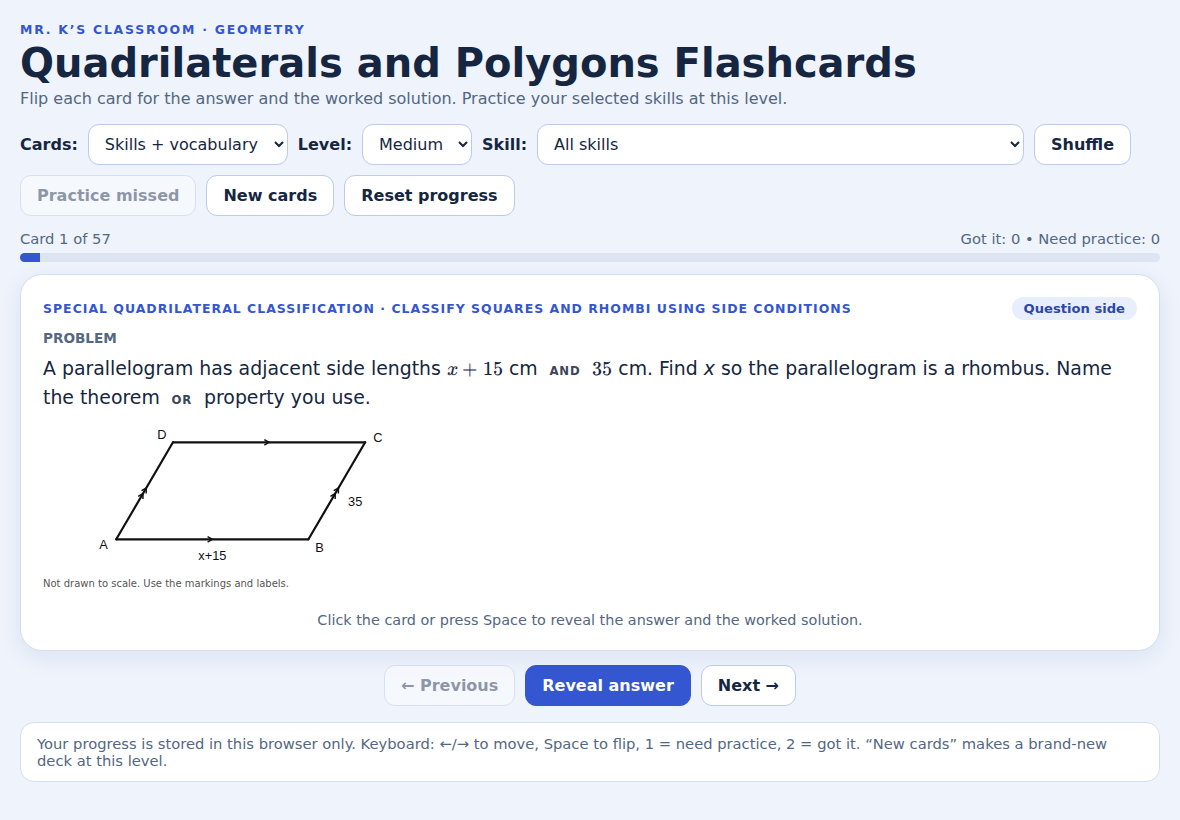 MR. K’S CLASSROOM · GEOMETRY
Quadrilaterals and Polygons Flashcards
Flip each card for the answer and the worked solution. Practice your selected skills at this level.
Cards: Skills + vocabulary Level: Medium Skill: All skills Shuffle
Practice missed New cards Reset progress
Card 1 of 57 Got it: 0 • Need practice: 0
SPECIAL QUADRILATERAL CLASSIFICATION · CLASSIFY SQUARES AND RHOMBI USING SIDE CONDITIONS Question side
PROBLEM
A parallelogram has adjacent side lengths x + 15 cm AND 35 cm. Find x so the parallelogram is a rhombus. Name
the theorem OR property you use.
D C
35
A B
x+15
Not drawn to scale. Use the markings and labels.
Click the card or press Space to reveal the answer and the worked solution.
← Previous Reveal answer Next →
Your progress is stored in this browser only. Keyboard: ←/→ to move, Space to flip, 1 = need practice, 2 = got it. “New cards” makes a brand-new
deck at this level.